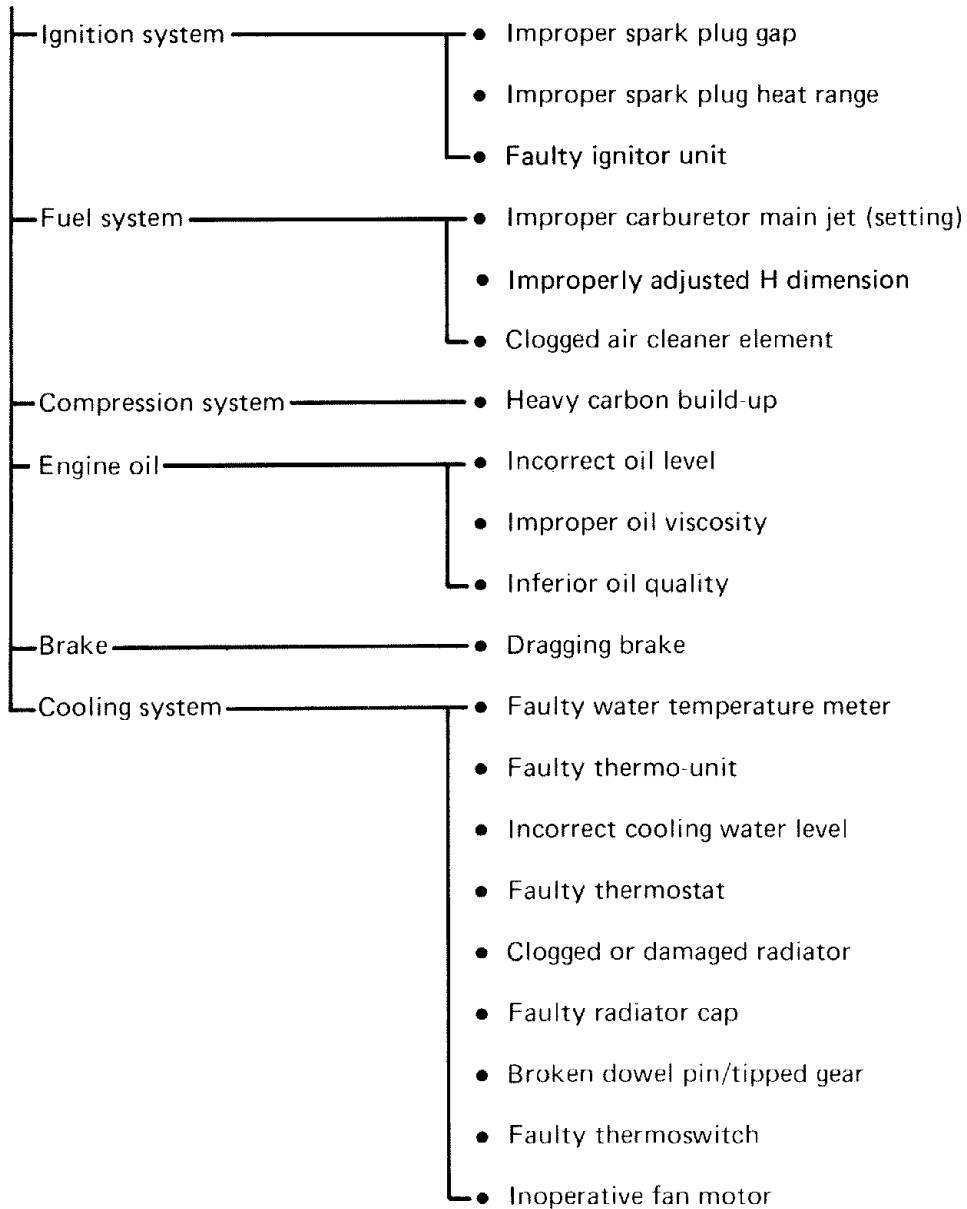 Ignition system ● Improper spark plug gap
● Improper spark plug heat range
● Faulty ignitor unit
Fuel system ● Improper carburetor main jet (setting)
● Improperly adjusted H dimension
● Clogged air cleaner element
Compression system ● Heavy carbon build-up
Engine oil ● Incorrect oil level
● Improper oil viscosity
● Inferior oil quality
Brake ● Dragging brake
Cooling system ● Faulty water temperature meter
● Faulty thermo-unit
● Incorrect cooling water level
● Faulty thermostat
● Clogged or damaged radiator
● Faulty radiator cap
● Broken dowel pin/tipped gear
● Faulty thermoswitch
● Inoperative fan motor